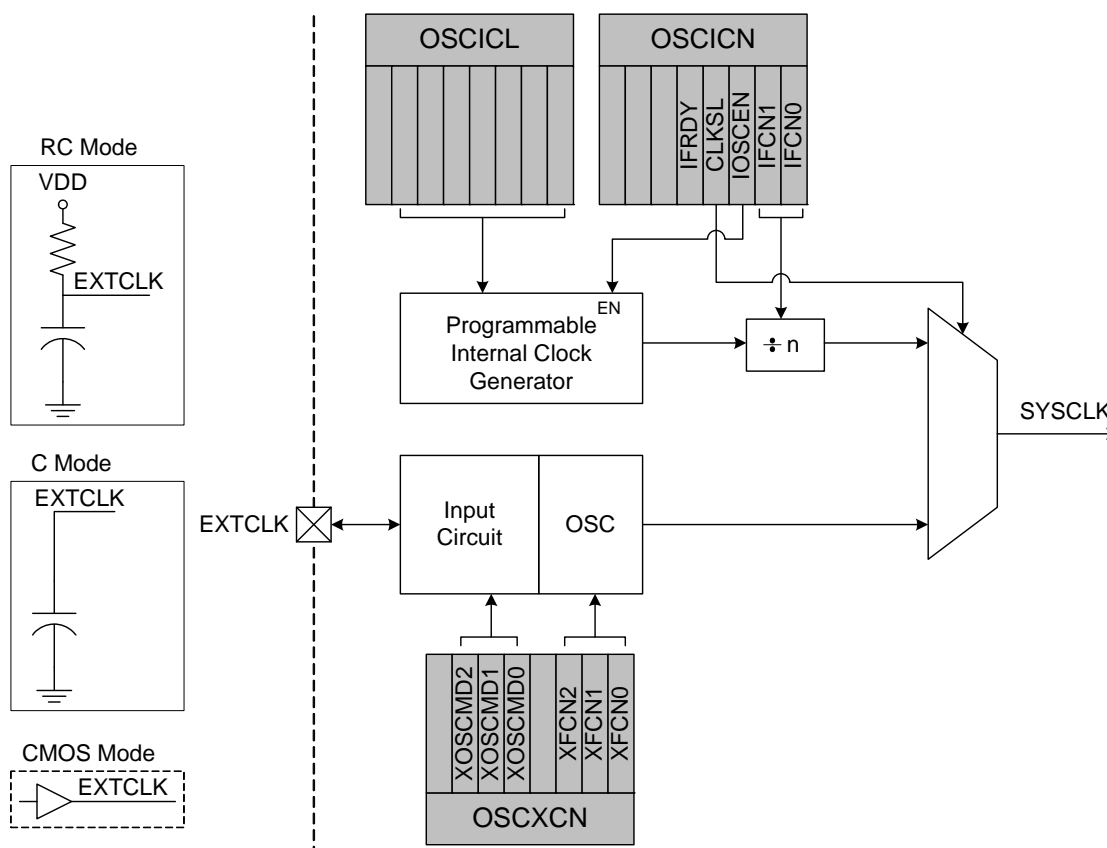 OSCICL
OSCICN
IFRDY
CLKSL
IOSCEN
IFCN1
IFCN0
RC Mode
VDD
EXTCLK
EN
Programmable
Internal Clock
Generator
÷ n
SYSCLK
C Mode
EXTCLK
EXTCLK
Input
Circuit
OSC
XOSCMD2
XOSCMD1
XOSCMD0
XFCN2
XFCN1
XFCN0
OSCXCN
CMOS Mode
EXTCLK